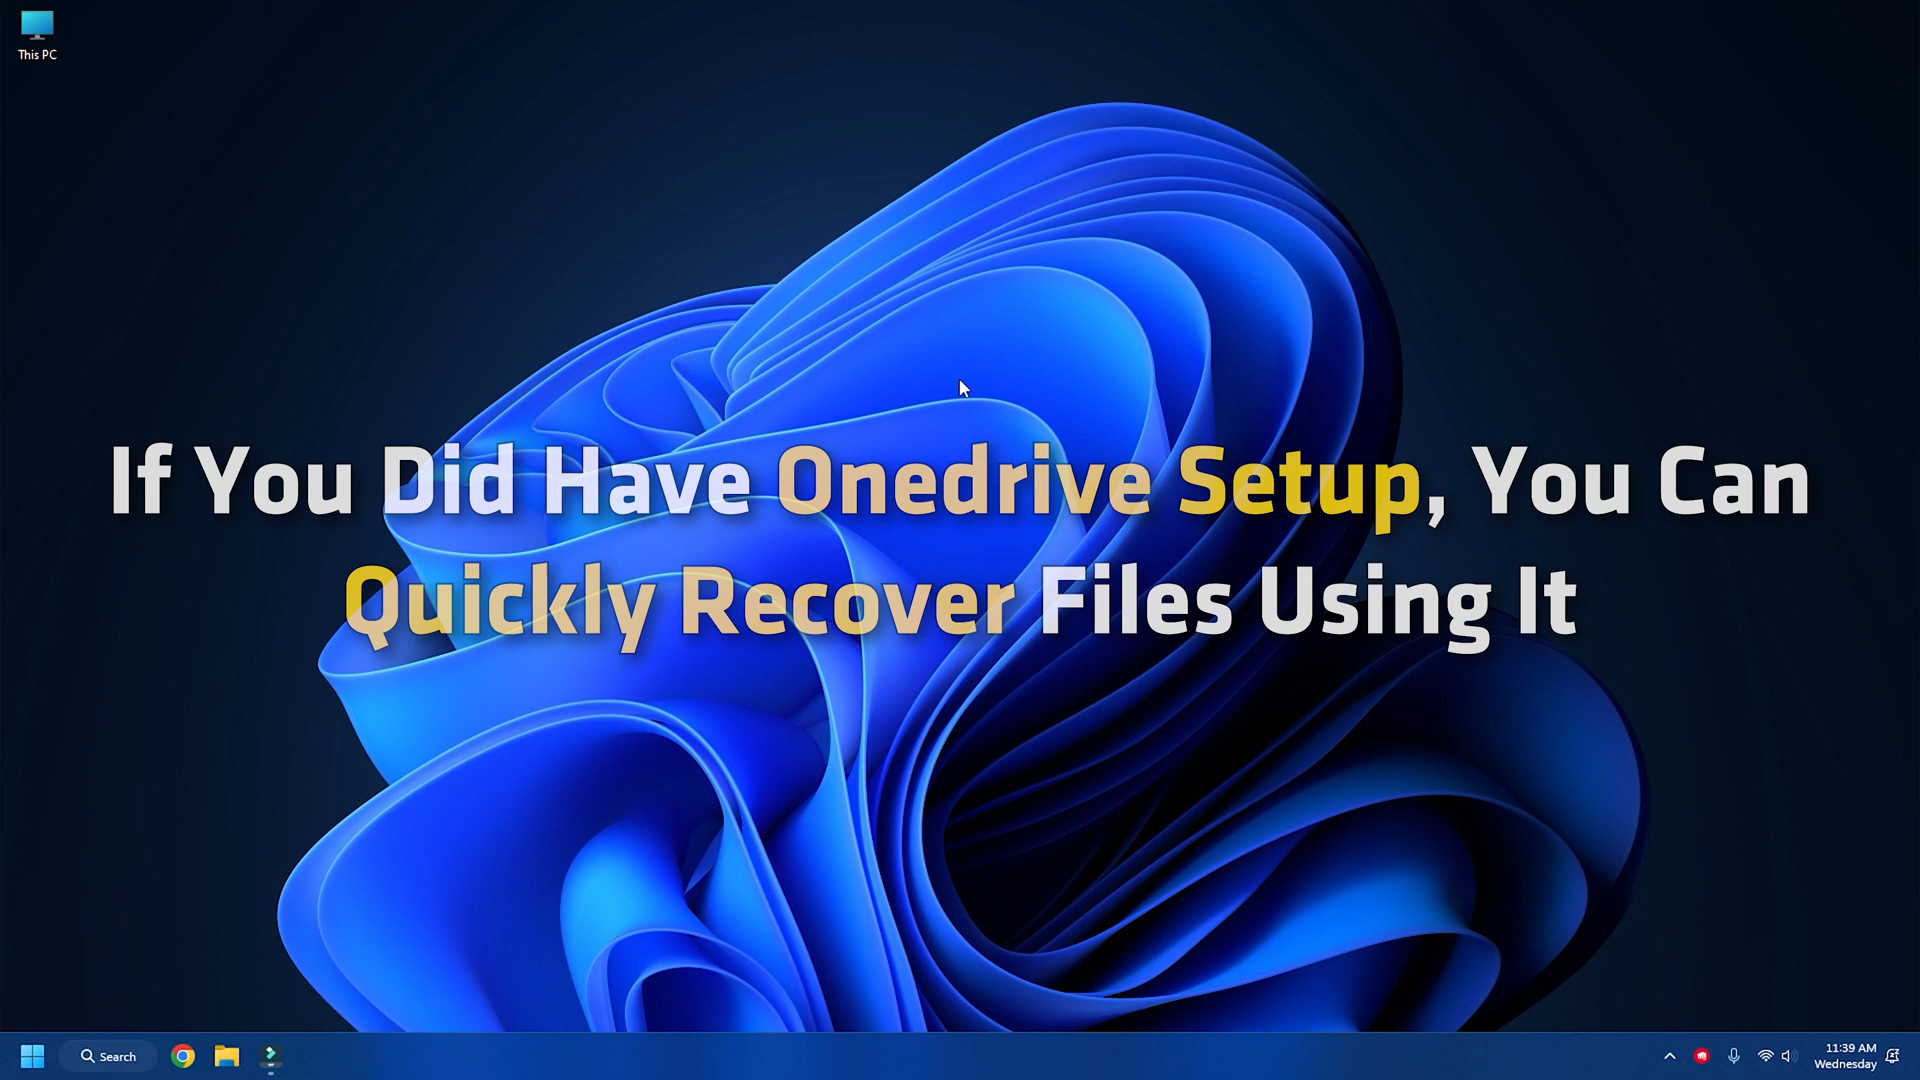 This PC
If You Did Have Onedrive Setup, You Can
Quickly Recover Files Using It
Search
11:39 AM
Wednesday